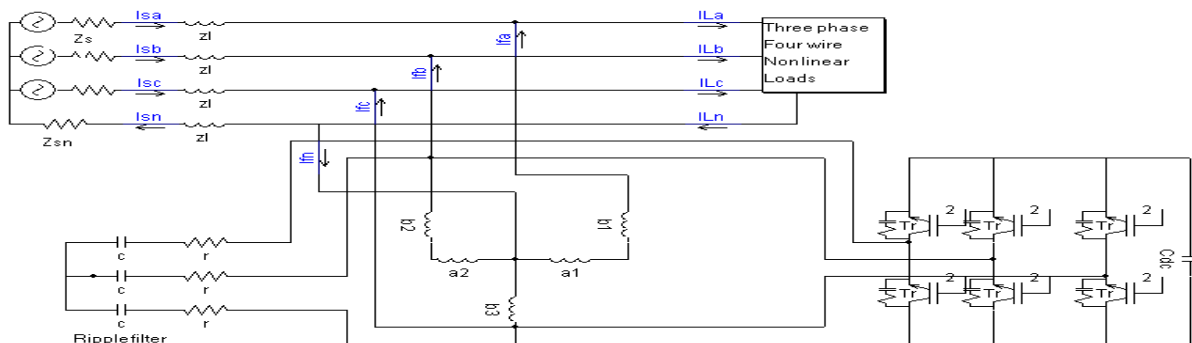 Isa
ILa
Zs
zl
Ifa
Three phase
Four wire
Nonlinear
Loads
Isb
ILb
zl
Ifb
Isc
ILc
zl
Ifc
Isn
ILn
Zsn
zl
Ifn
b2
b1
a2
a1
b3
c
r
c
r
c
r
Ripple filter
2
2
2
Tr
Tr
Tr
2
2
2
Tr
Tr
Tr
Cdc